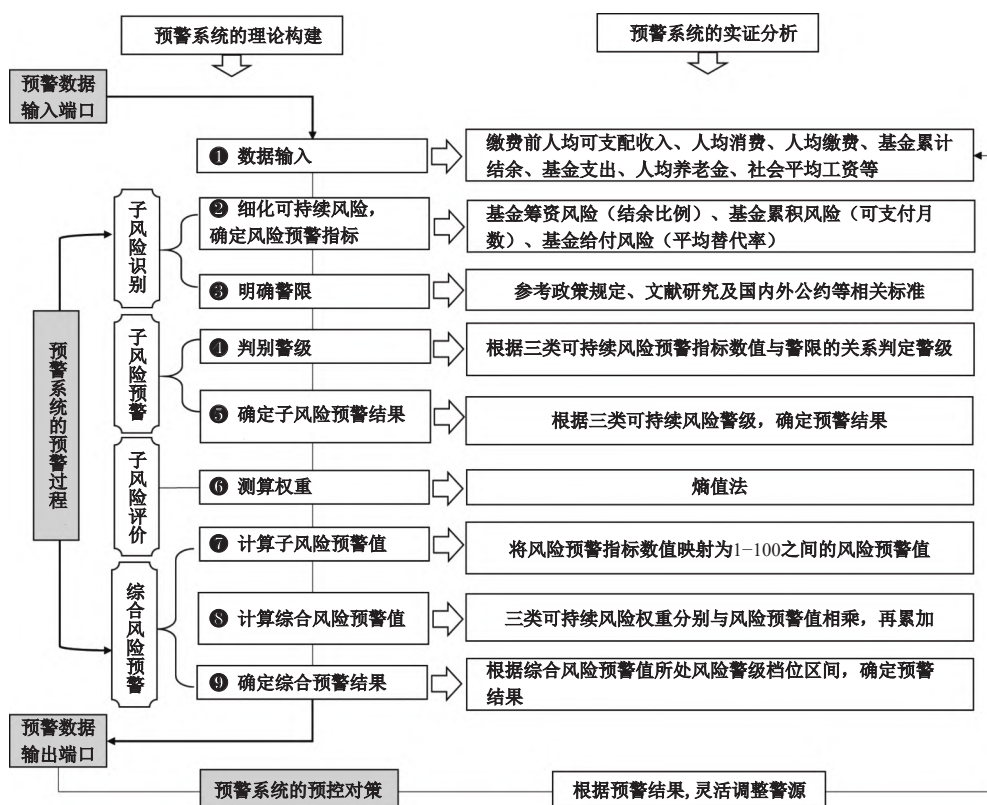 预警系统的理论构建
预警系统的实证分析
预警数据
输入端口
❶ 数据输入
缴费前人均可支配收入、人均消费、人均缴费、基金累计
结余、基金支出、人均养老金、社会平均工资等
子风险识别
❷ 细化可持续风险，
确定风险预警指标
基金筹资风险（结余比例）、基金累积风险（可支付月
数）、基金给付风险（平均替代率）
❸ 明确警限
参考政策规定、文献研究及国内外公约等相关标准
预警系统的预警过程
子风险预警
❹ 判别警级
根据三类可持续风险预警指标数值与警限的关系判定警级
❺ 确定子风险预警结果
根据三类可持续风险警级，确定预警结果
子风险评价
❻ 测算权重
熵值法
综合风险预警
❼ 计算子风险预警值
将风险预警指标数值映射为1-100之间的风险预警值
❽ 计算综合风险预警值
三类可持续风险权重分别与风险预警值相乘，再累加
❾ 确定综合预警结果
根据综合风险预警值所处风险警级档位区间，确定预警
结果
预警数据
输出端口
预警系统的预控对策
根据预警结果,灵活调整警源